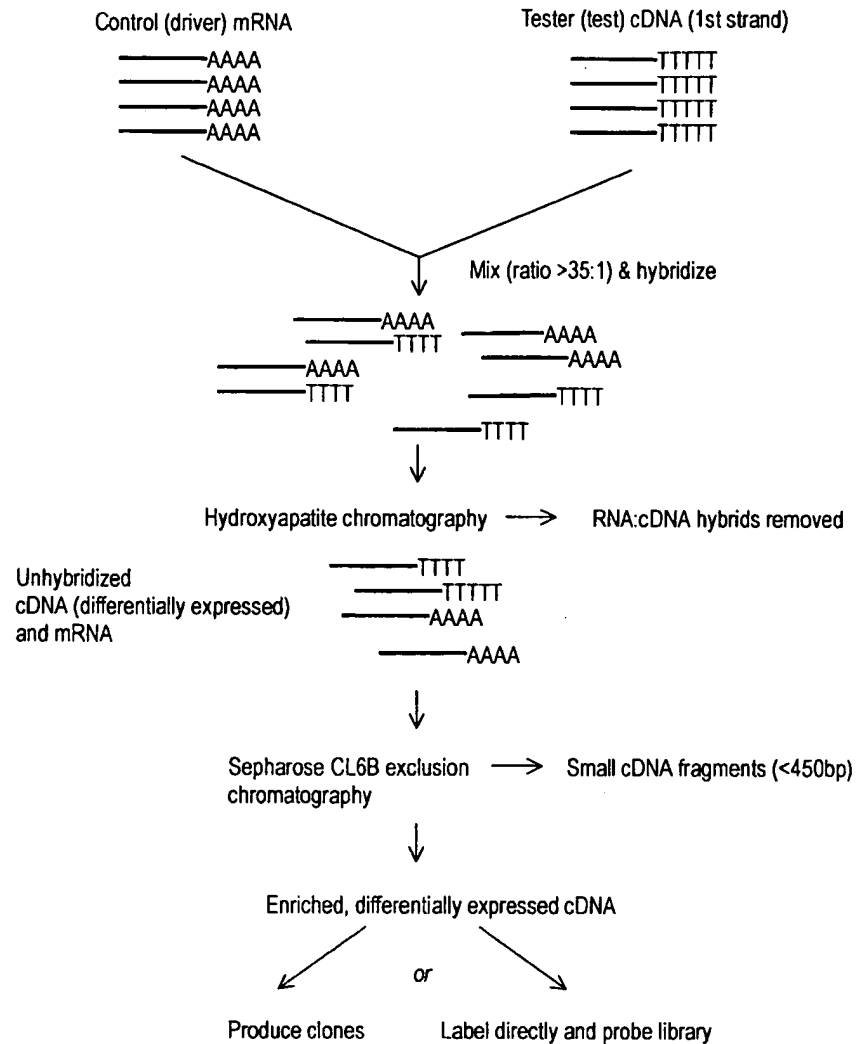 Control (driver) mRNA
Tester (test) cDNA (1st strand)
AAAA
TTTTT
AAAA
TTTTT
AAAA
TTTTT
AAAA
TTTTT
Mix (ratio >35:1) & hybridize
AAAA
AAAA
TTTT
AAAA
AAAA
TTTT
TTTT
TTTT
Hydroxyapatite chromatography
RNA:cDNA hybrids removed
Unhybridized
cDNA (differentially expressed)
and mRNA
TTTT
TTTTT
AAAA
AAAA
Sepharose CL6B exclusion
chromatography
Small cDNA fragments (<450bp)
Enriched, differentially expressed cDNA
or
Produce clones
Label directly and probe library